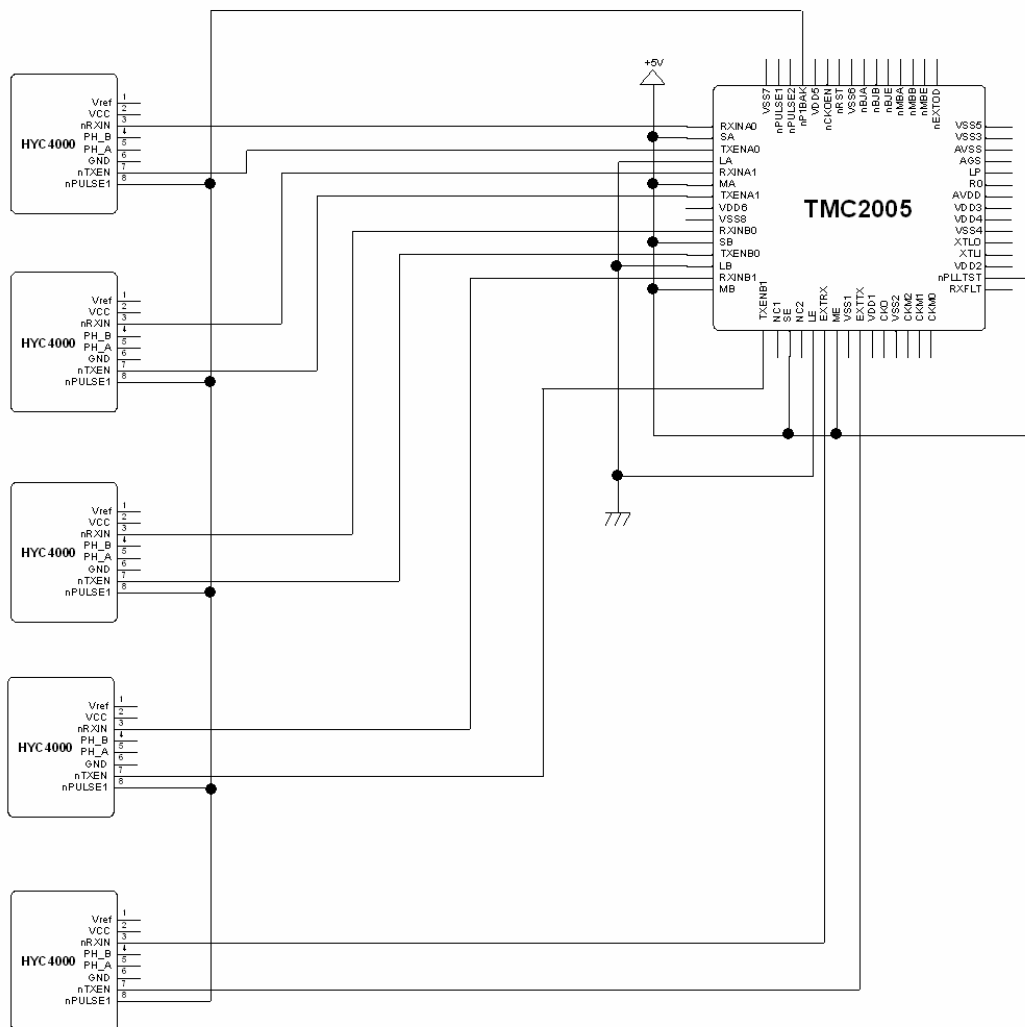 +5V
VSS7
nPULSE1
nPULSE2
nP1BAK
VDD5
nCKOEN
nRST
VSS6
nBJA
nBJB
nBJE
nMBA
nMBB
nMBE
nEXTOD
RXINA0
SA
TXENA0
LA
RXINA1
MA
TXENA1
VDD6
VSS8
RXINB0
SB
TXENB0
LB
RXINB1
MB
TMC2005
VSS5
VSS3
AVSS
AGS
LP
R0
AVDD
VDD3
VDD4
VSS4
XTLO
XTLI
VDD2
nPLLTST
RXFLT
TXENB1
NC1
SE
NC2
LE
EXTRX
ME
VSS1
EXTTX
VDD1
CKO
VSS2
CKM2
CKM1
CKM0
HYC4000
Vref 1
VCC 2
nRXIN 3
PH_B 4
PH_A 5
GND 6
nTXEN 7
nPULSE1 8
HYC4000
Vref 1
VCC 2
nRXIN 3
PH_B 4
PH_A 5
GND 6
nTXEN 7
nPULSE1 8
HYC4000
Vref 1
VCC 2
nRXIN 3
PH_B 4
PH_A 5
GND 6
nTXEN 7
nPULSE1 8
HYC4000
Vref 1
VCC 2
nRXIN 3
PH_B 4
PH_A 5
GND 6
nTXEN 7
nPULSE1 8
HYC4000
Vref 1
VCC 2
nRXIN 3
PH_B 4
PH_A 5
GND 6
nTXEN 7
nPULSE1 8